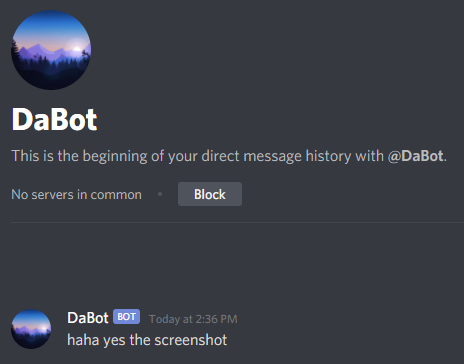 DaBot
This is the beginning of your direct message history with @DaBot.
No servers in common • Block
DaBot BOT Today at 2:36 PM
haha yes the screenshot